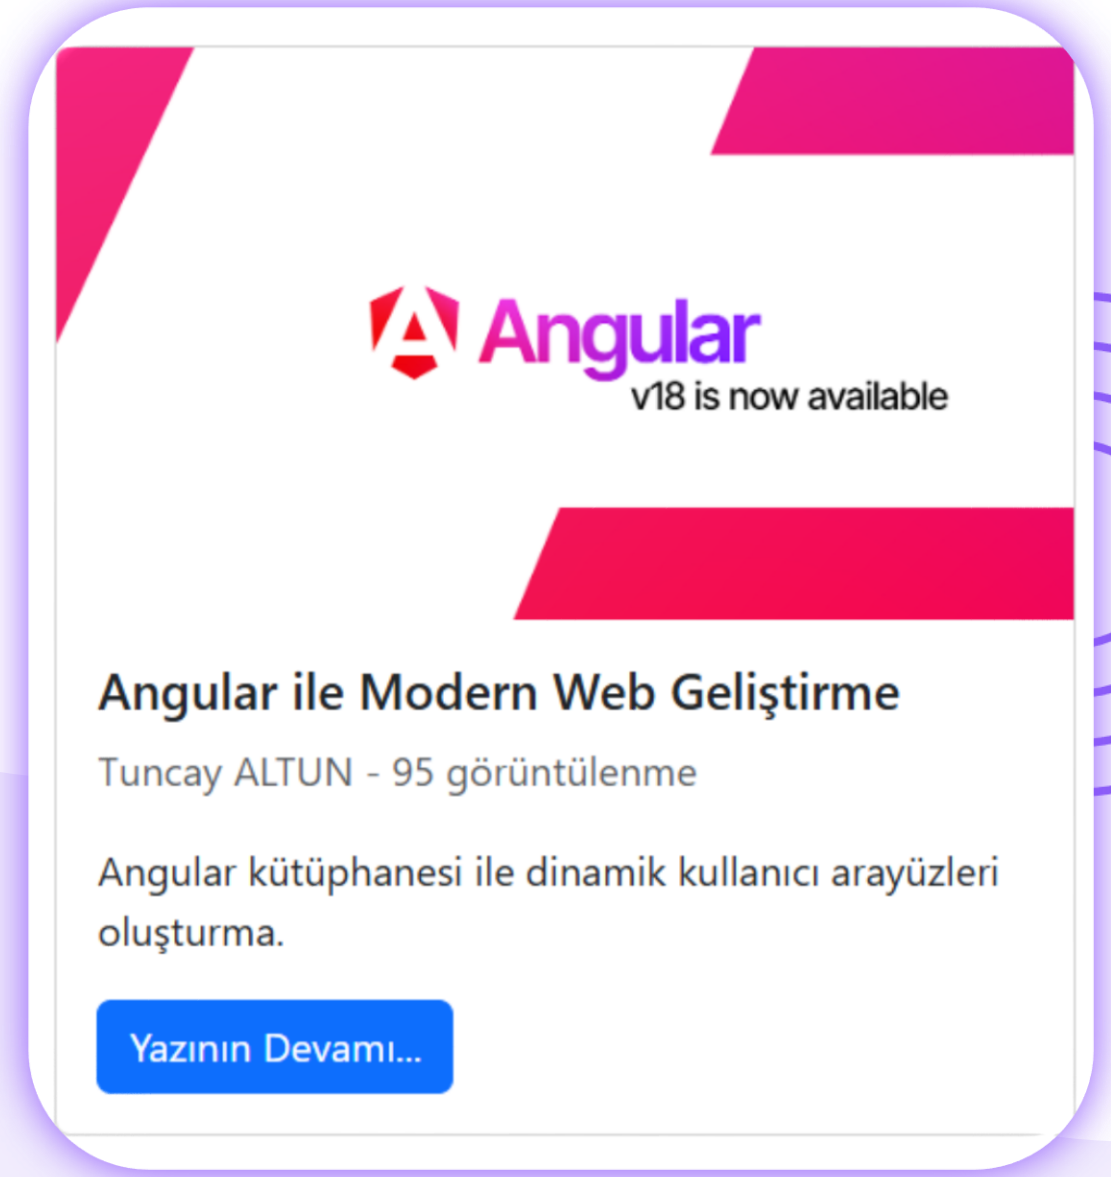 Angular
v18 is now available
Angular ile Modern Web Geliştirme
Tuncay ALTUN - 95 görüntülenme
Angular kütüphanesi ile dinamik kullanıcı arayüzleri
oluşturma.
Yazının Devamı...